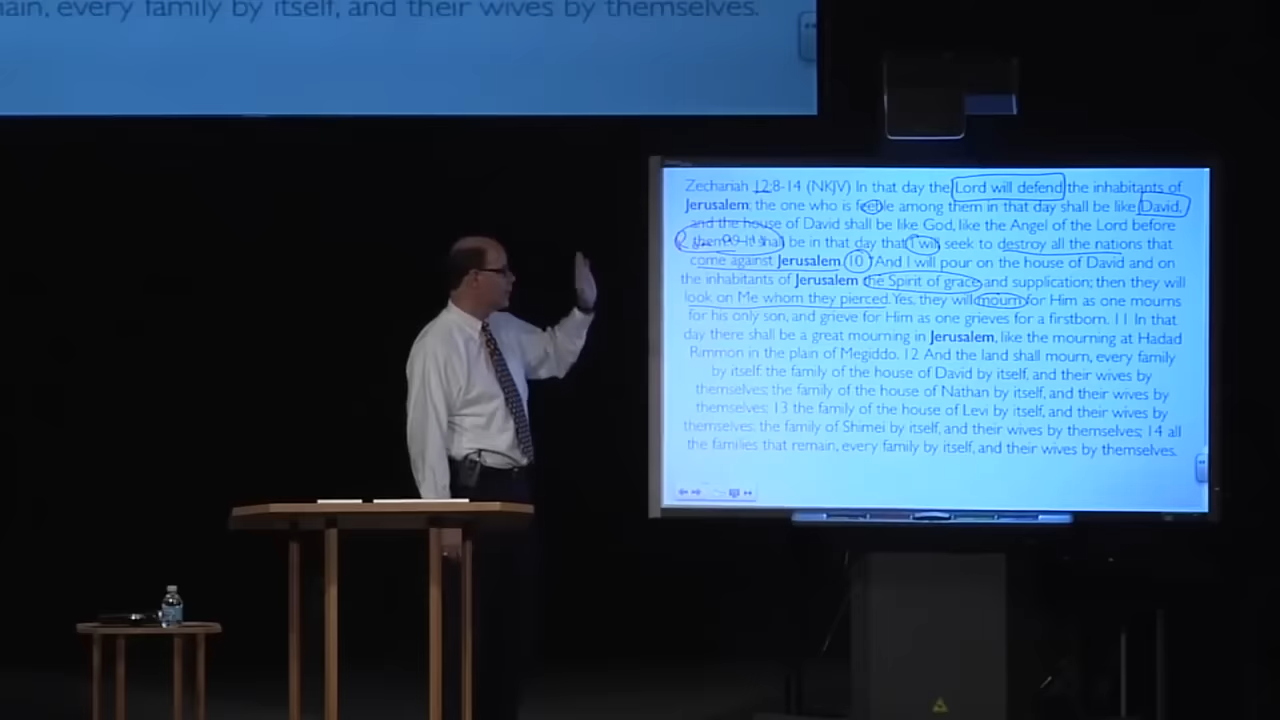 ain, every family by itself, and their wives by themselves.
Zechariah 12:8-14 (NKJV) In that day the Lord will defend the inhabitants of
Jerusalem; the one who is feeble among them in that day shall be like David,
and the house of David shall be like God, like the Angel of the Lord before
them. 9 It shall be in that day that I will seek to destroy all the nations that
come against Jerusalem. 10 "And I will pour on the house of David and on
the inhabitants of Jerusalem the Spirit of grace and supplication; then they will
look on Me whom they pierced. Yes, they will mourn for Him as one mourns
for his only son, and grieve for Him as one grieves for a firstborn. 11 In that
day there shall be a great mourning in Jerusalem, like the mourning at Hadad
Rimmon in the plain of Megiddo. 12 And the land shall mourn, every family
by itself: the family of the house of David by itself, and their wives by
themselves; the family of the house of Nathan by itself, and their wives by
themselves; 13 the family of the house of Levi by itself, and their wives by
themselves; the family of Shimei by itself, and their wives by themselves; 14 all
the families that remain, every family by itself, and their wives by themselves.